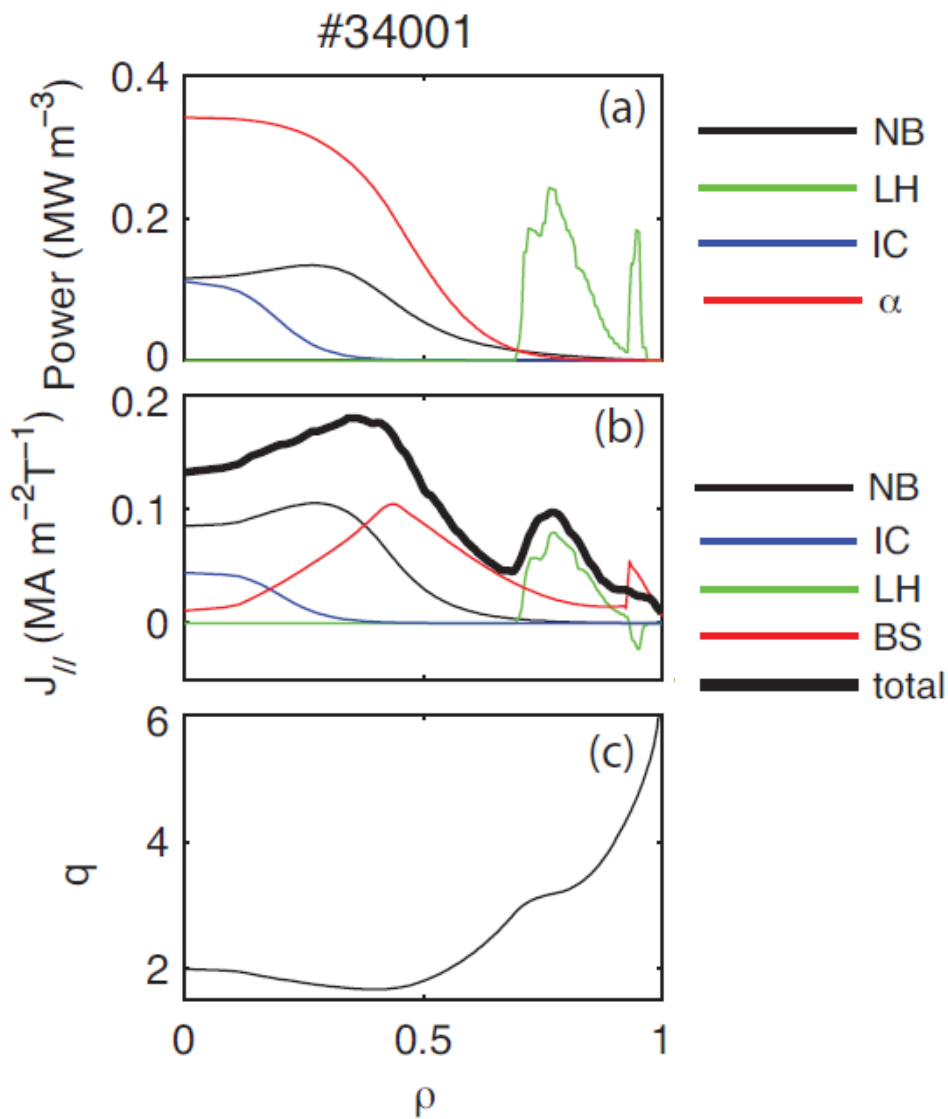 #34001
0.4
(a)
Power (MW m⁻³)
0.2
0
NB
LH
IC
α
0.2
(b)
J// (MA m⁻²T⁻¹)
0.1
0
NB
IC
LH
BS
total
6
(c)
q
4
2
0
0.5
1
ρ